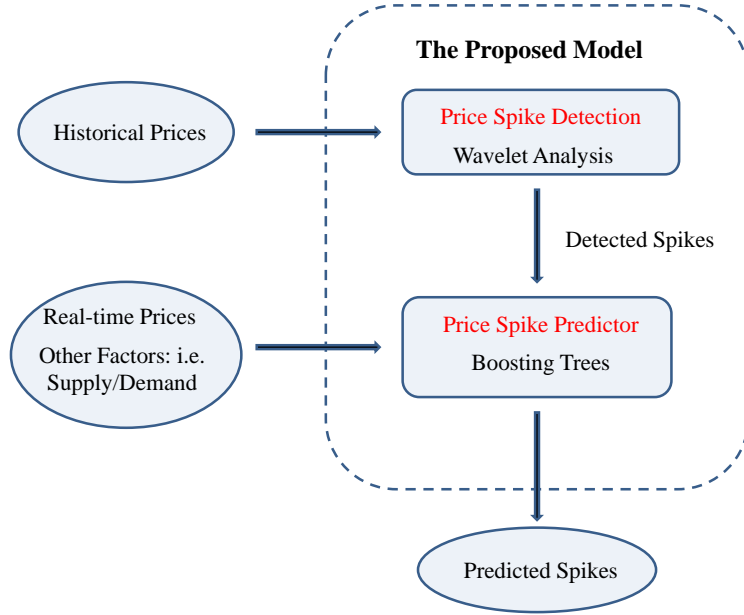 The Proposed Model
Historical Prices
Price Spike Detection
Wavelet Analysis
Detected Spikes
Real-time Prices
Other Factors: i.e.
Supply/Demand
Price Spike Predictor
Boosting Trees
Predicted Spikes